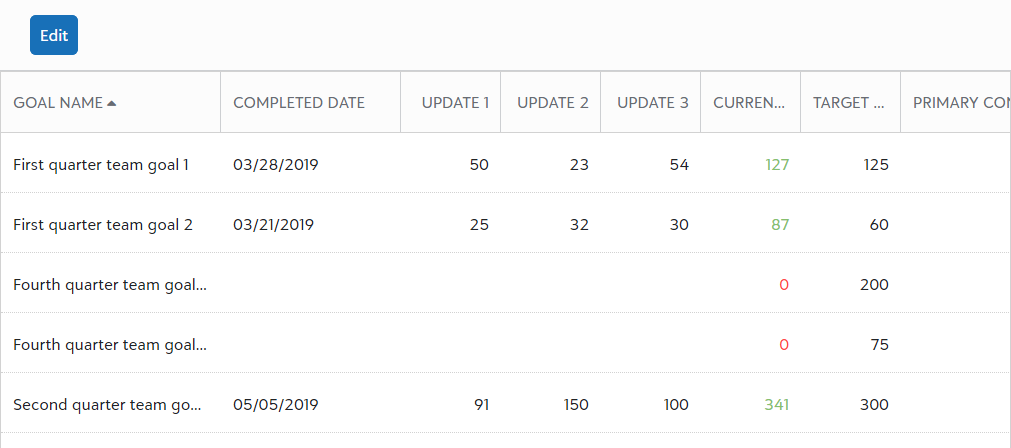 Edit
GOAL NAME COMPLETED DATE UPDATE 1 UPDATE 2 UPDATE 3 CURREN... TARGET ... PRIMARY CON
First quarter team goal 1 03/28/2019 50 23 54 127 125
First quarter team goal 2 03/21/2019 25 32 30 87 60
Fourth quarter team goal... 0 200
Fourth quarter team goal... 0 75
Second quarter team go... 05/05/2019 91 150 100 341 300